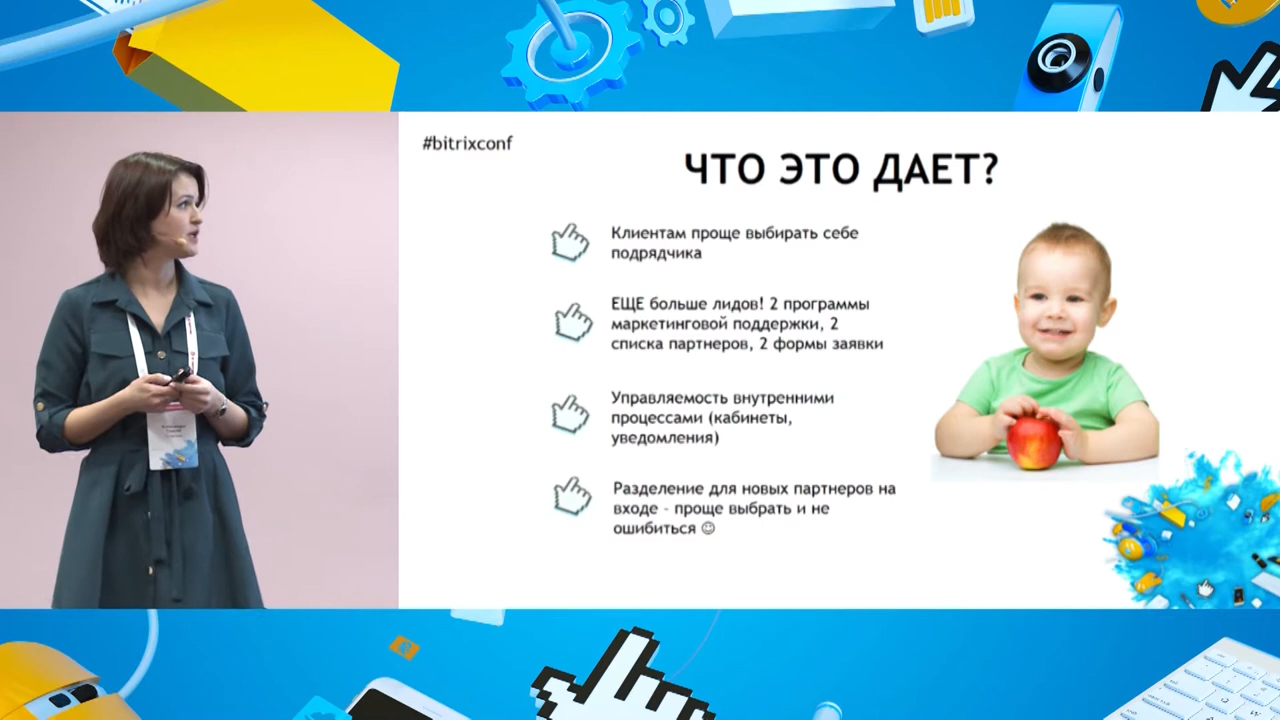 #bitrixconf
ЧТО ЭТО ДАЕТ?
Клиентам проще выбирать себе
подрядчика
ЕЩЕ больше лидов! 2 программы
маркетинговой поддержки, 2
списка партнеров, 2 формы заявки
Управляемость внутренними
процессами (кабинеты,
уведомления)
Разделение для новых партнеров на
входе - проще выбрать и не
ошибиться ☺